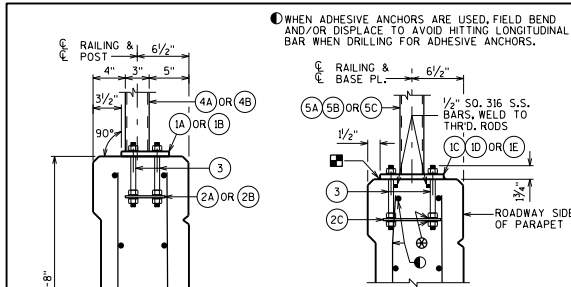 WHEN ADHESIVE ANCHORS ARE USED, FIELD BEND
AND/OR DISPLACE TO AVOID HITTING LONGITUDINAL
BAR WHEN DRILLING FOR ADHESIVE ANCHORS.
℄ RAILING &
℄ POST
6½"
4" 3" 5"
3½"
90°
4A OR 4B
1A OR 1B
3
2A OR 2B
-8"
℄ RAILING &
℄ BASE PL.
6½"
5A 5B OR 5C
½" SQ. 316 S.S.
BARS, WELD TO
THR'D. RODS
1½"
1C 1D OR 1E
3
2C
1¾"
ROADWAY SIDE
OF PARAPET